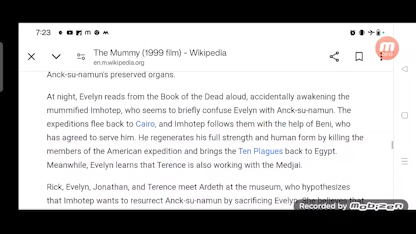 7:23
The Mummy (1999 film) - Wikipedia
en.m.wikipedia.org
Anck-su-namun's preserved organs.
At night, Evelyn reads from the Book of the Dead aloud, accidentally awakening the
mummified Imhotep, who seems to briefly confuse Evelyn with Anck-su-namun. The
expeditions flee back to Cairo, and Imhotep follows them with the help of Beni, who
has agreed to serve him. He regenerates his full strength and human form by killing the
members of the American expedition and brings the Ten Plagues back to Egypt.
Meanwhile, Evelyn learns that Terence is also working with the Medjai.
Rick, Evelyn, Jonathan, and Terence meet Ardeth at the museum, who hypothesizes
that Imhotep wants to resurrect Anck-su-namun by sacrificing Evelyn. She believes that
Recorded by mobizen